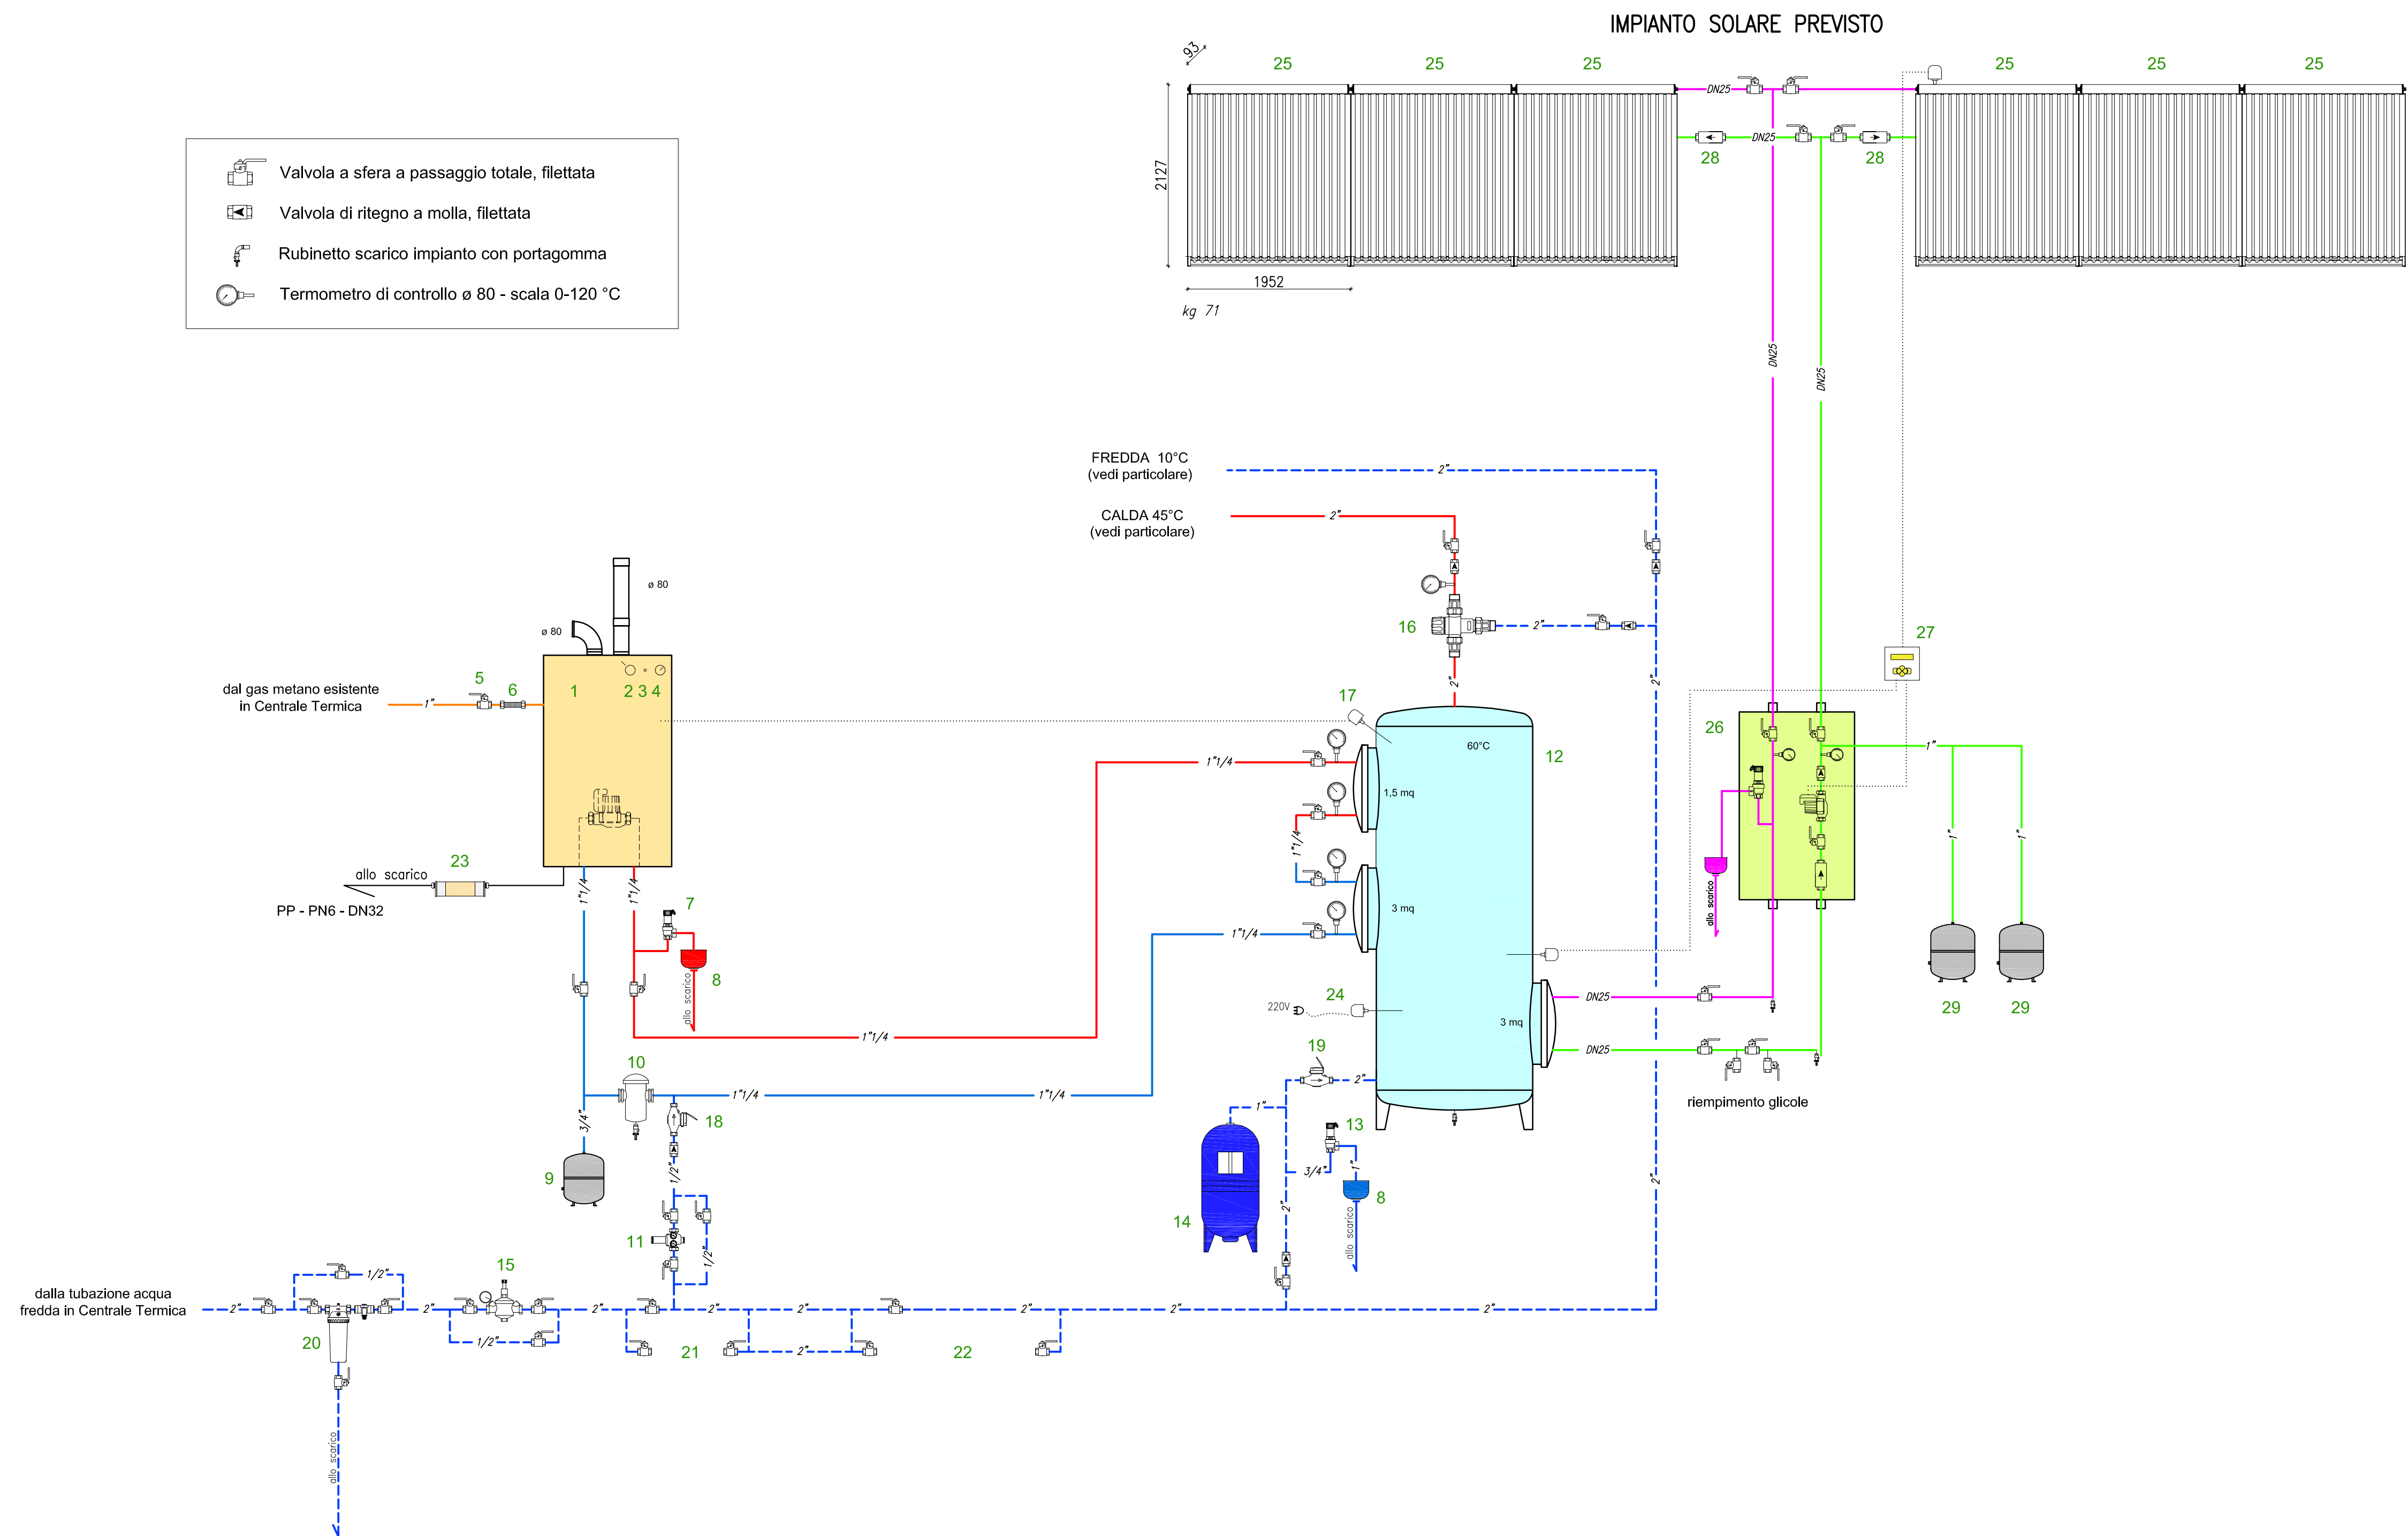 IMPIANTO SOLARE PREVISTO
93
25 25 25 25 25 25
DN25
DN25
28 28
2127
1952
kg 71
Valvola a sfera a passaggio totale, filettata
Valvola di ritegno a molla, filettata
Rubinetto scarico impianto con portagomma
Termometro di controllo ø 80 - scala 0-120 °C
DN25
DN25
FREDDA 10°C
(vedi particolare)
2"
CALDA 45°C
(vedi particolare)
2"
ø 80
ø 80
16
2"
27
2"
2"
dal gas metano esistente
in Centrale Termica
1"
5
6
1
2 3 4
17
60°C
12
26
1"
1"1/4
1,5 mq
1"1/4
3 mq
1"1/4
1"
1"
allo scarico
PP - PN6 - DN32
23
1"1/4
1"1/4
7
8
allo scarico
allo scarico
29
29
24
220V
3 mq
DN25
DN25
1"1/4
10
1"1/4
1"1/4
19
2"
riempimento glicole
3/4"
18
1"
13
9
1/2"
3/4"
1"
8
14
2"
2"
allo scarico
11
1/2"
15
dalla tubazione acqua
fredda in Centrale Termica
2"
1/2"
2"
2"
2"
2"
2"
2"
2"
20
1/2"
21
2"
22
allo scarico